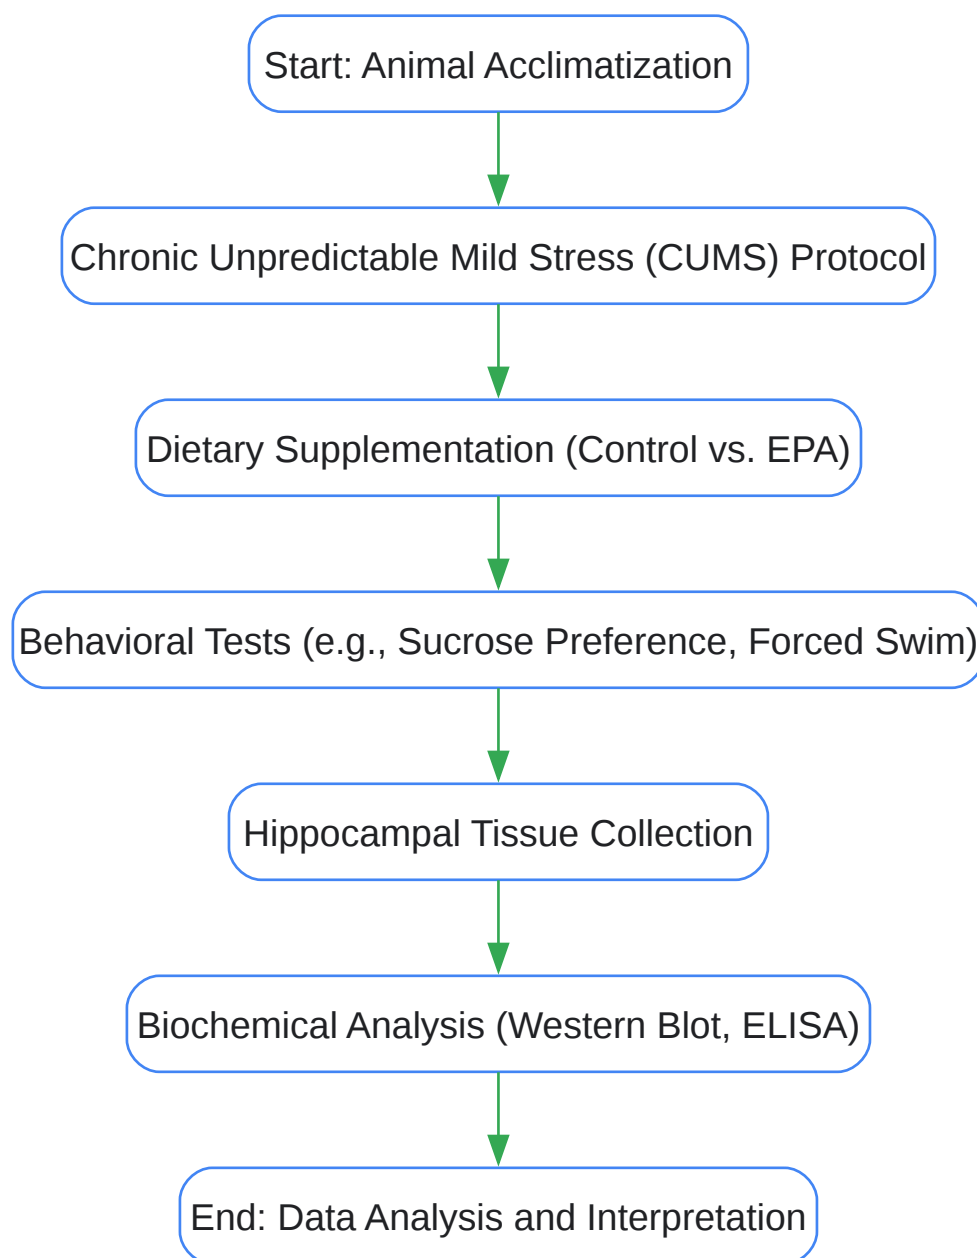 Start: Animal Acclimatization
Chronic Unpredictable Mild Stress (CUMS) Protocol
Dietary Supplementation (Control vs. EPA)
Behavioral Tests (e.g., Sucrose Preference, Forced Swim)
Hippocampal Tissue Collection
Biochemical Analysis (Western Blot, ELISA)
End: Data Analysis and Interpretation